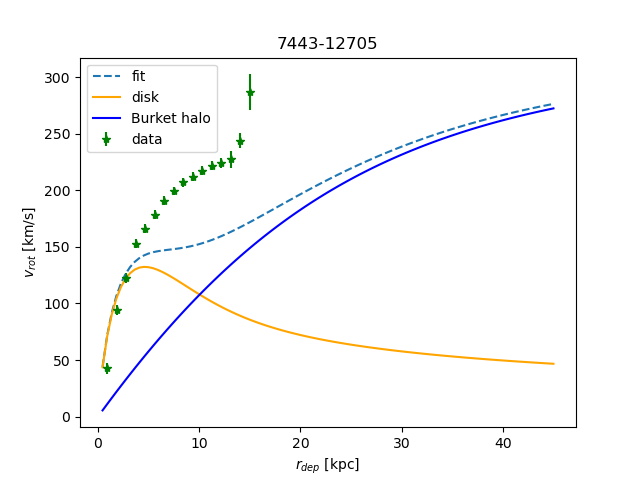 7443-12705
fit
disk
Burket halo
data
300
250
200
150
100
50
0
v_rot [km/s]
0 10 20 30 40
r_dep [kpc]